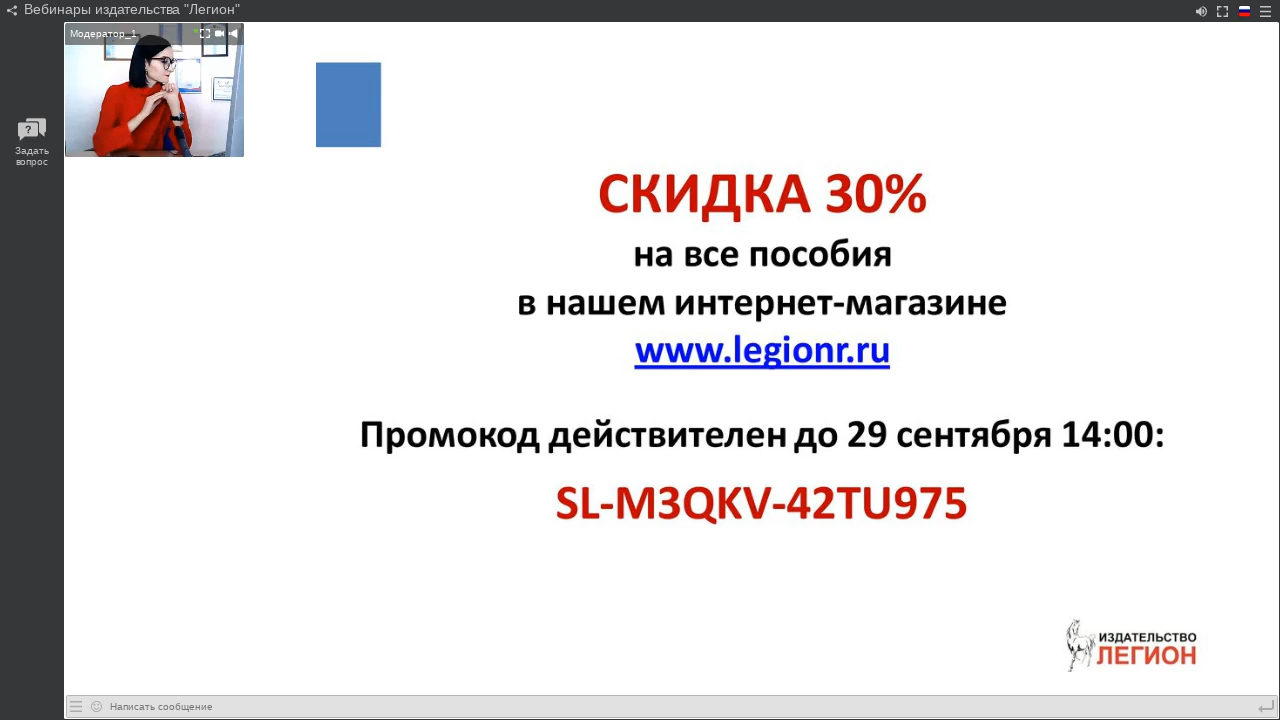 Вебинары издательства "Легион"
Модератор_1
Задать
вопрос
СКИДКА 30%
на все пособия
в нашем интернет-магазине
www.legionr.ru
Промокод действителен до 29 сентября 14:00:
SL-M3QKV-42TU975
ИЗДАТЕЛЬСТВО
ЛЕГИОН
Написать сообщение